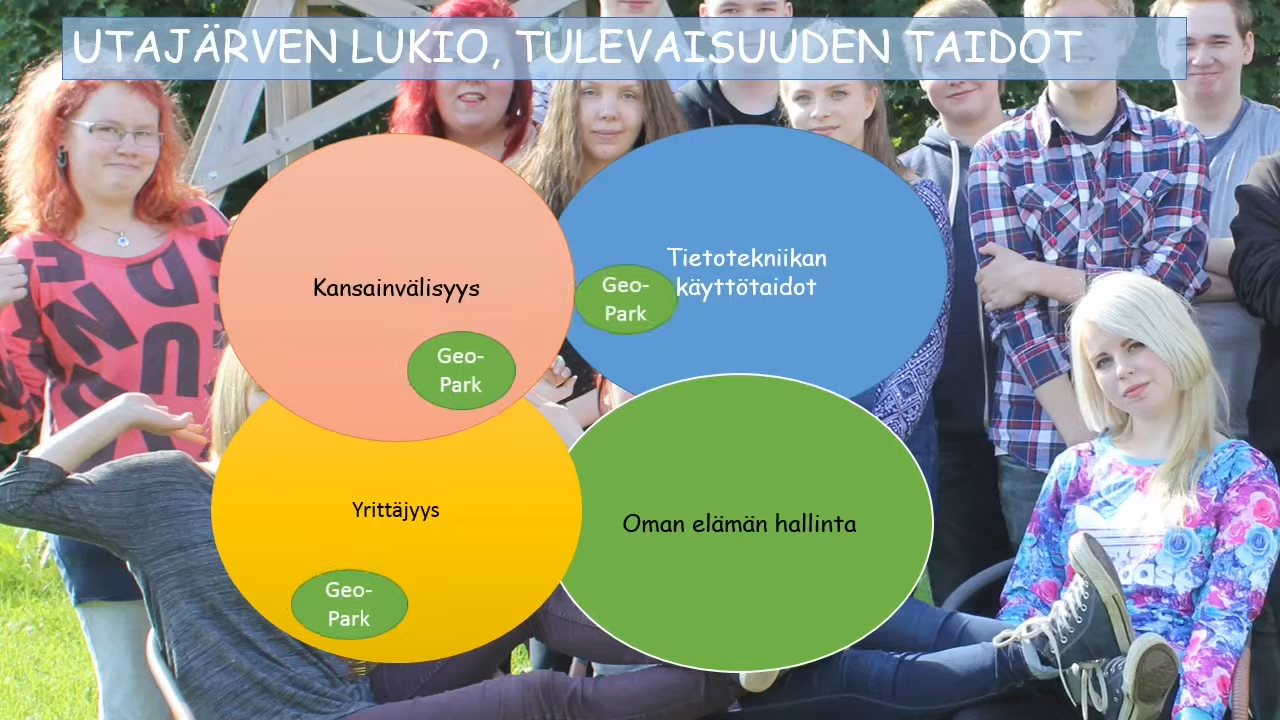 UTAJÄRVEN LUKIO, TULEVAISUUDEN TAIDOT
Kansainvälisyys
Geo-
Park
Tietotekniikan
käyttötaidot
Geo-
Park
Yrittäjyys
Geo-
Park
Oman elämän hallinta